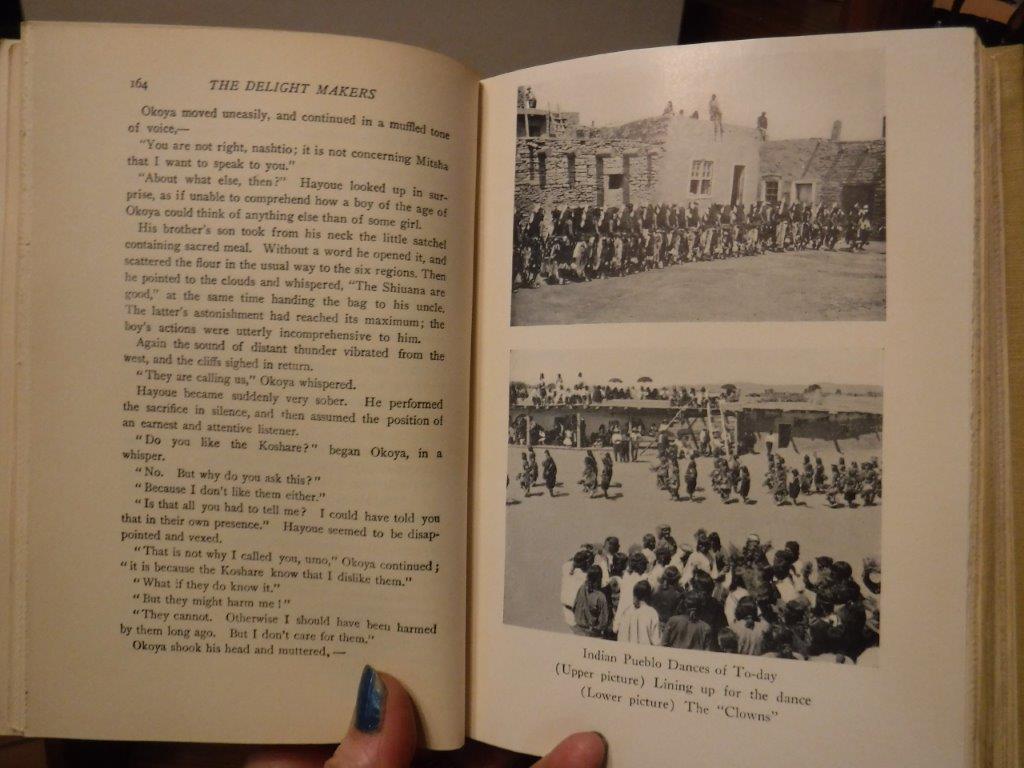 164 THE DELIGHT MAKERS
Okoya moved uneasily, and continued in a muffled tone
of voice,—
"You are not right, nashtio; it is not concerning Mitsha
that I want to speak to you."
"About what else, then?" Hayoue looked up in sur-
prise, as if unable to comprehend how a boy of the age of
Okoya could think of anything else than of some girl.
His brother's son took from his neck the little satchel
containing sacred meal. Without a word he opened it, and
scattered the flour in the usual way to the six regions. Then
he pointed to the clouds and whispered, "The Shiuana are
good," at the same time handing the bag to his uncle.
The latter's astonishment had reached its maximum; the
boy's actions were utterly incomprehensive to him.
Again the sound of distant thunder vibrated from the
west, and the cliffs sighed in return.
"They are calling us," Okoya whispered.
Hayoue became suddenly very sober. He performed
the sacrifice in silence, and then assumed the position of
an earnest and attentive listener.
"Do you like the Koshare?" began Okoya, in a
whisper.
"No. But why do you ask this?"
"Because I don't like them either."
"Is that all you had to tell me? I could have told you
that in their own presence." Hayoue seemed to be disap-
pointed and vexed.
"That is not why I called you, umo," Okoya continued;
"it is because the Koshare know that I dislike them."
"What if they do know it."
"But they might harm me!"
"They cannot. Otherwise I should have been harmed
by them long ago. But I don't care for them."
Okoya shook his head and muttered,—
Indian Pueblo Dances of To-day
(Upper picture) Lining up for the dance
(Lower picture) The "Clowns"